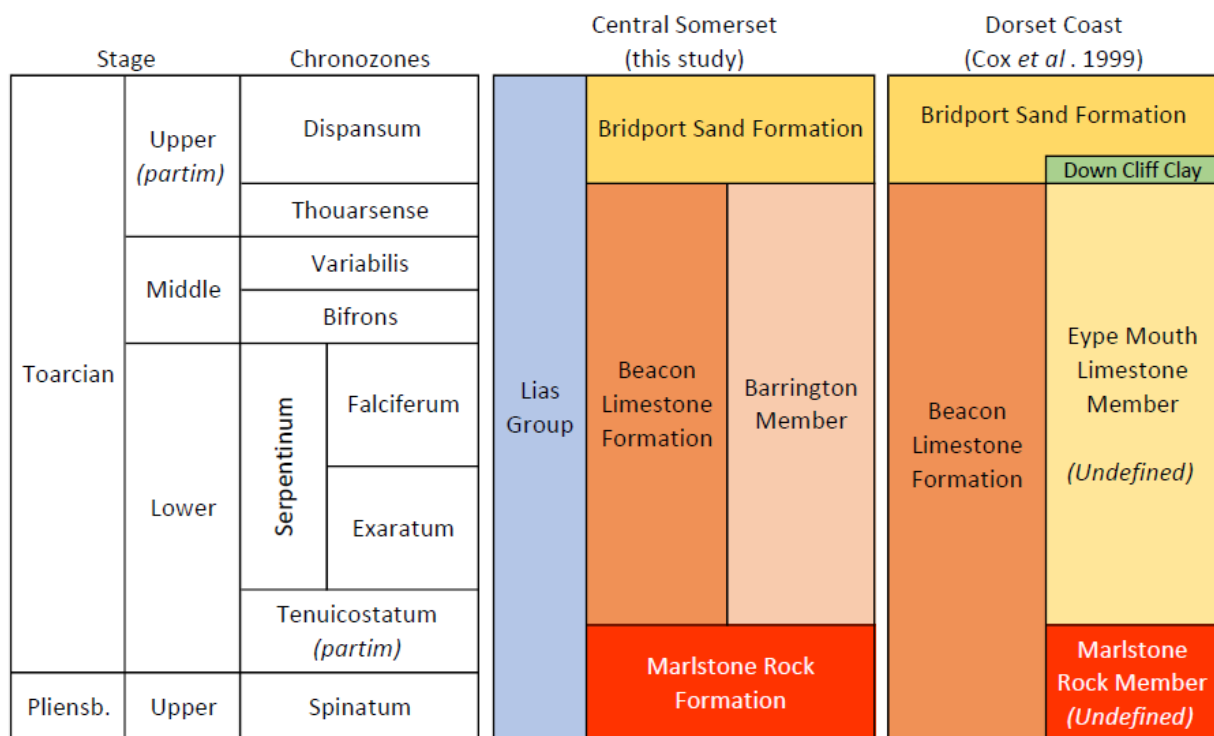 Central Somerset
(this study)
Dorset Coast
(Cox et al . 1999)
Stage
Chronozones
Toarcian
Upper
(partim)
Middle
Lower
Pliensb.
Upper
Dispansum
Thouarsense
Variabilis
Bifrons
Serpentinum
Falciferum
Exaratum
Tenuicostatum
(partim)
Spinatum
Lias
Group
Bridport Sand Formation
Beacon
Limestone
Formation
Barrington
Member
Marlstone Rock
Formation
Bridport Sand Formation
Down Cliff Clay
Beacon
Limestone
Formation
Eype Mouth
Limestone
Member
(Undefined)
Marlstone
Rock Member
(Undefined)